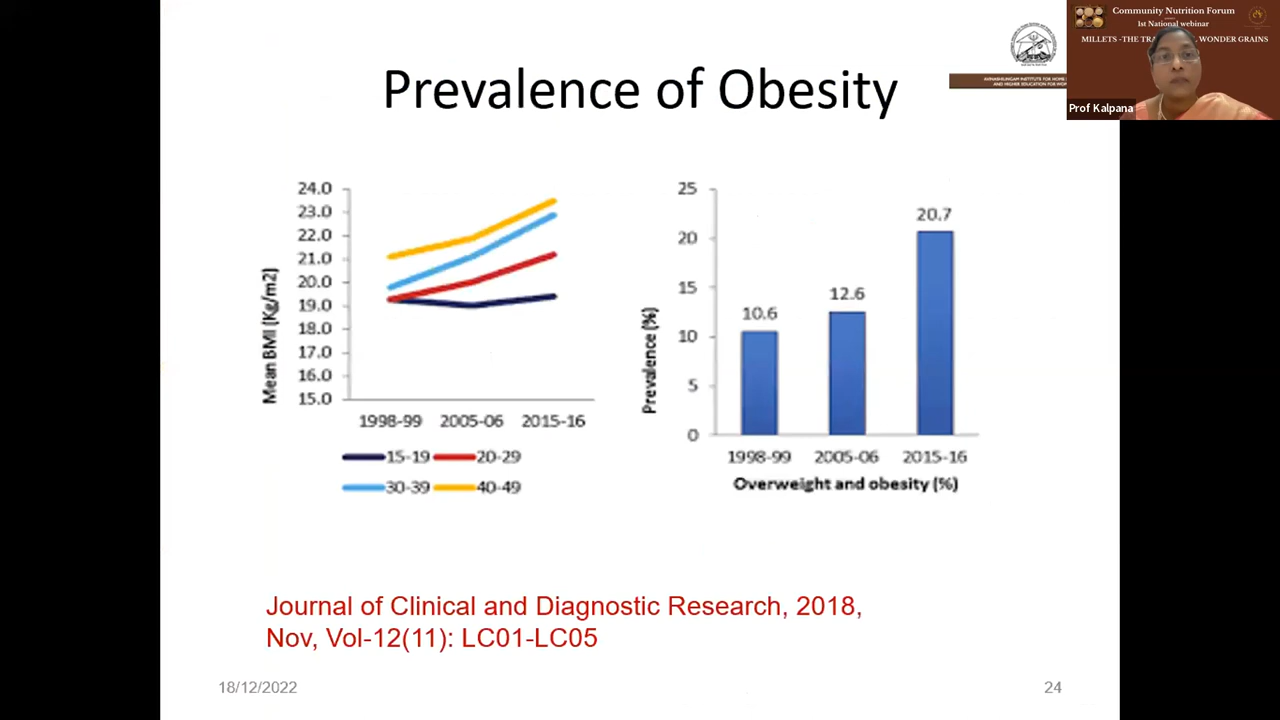 Prevalence of Obesity
Community Nutrition Forum
1st National webinar
MILLETS -THE WONDER GRAINS
Prof Kalpana
24.0
23.0
22.0
21.0
20.0
19.0
18.0
17.0
16.0
15.0
Mean BMI (Kg/m2)
1998-99 2005-06 2015-16
15-19 20-29
30-39 40-49
25
20
15
10
5
0
Prevalence (%)
10.6
12.6
20.7
1998-99 2005-06 2015-16
Overweight and obesity (%)
Journal of Clinical and Diagnostic Research, 2018,
Nov, Vol-12(11): LC01-LC05
18/12/2022
24